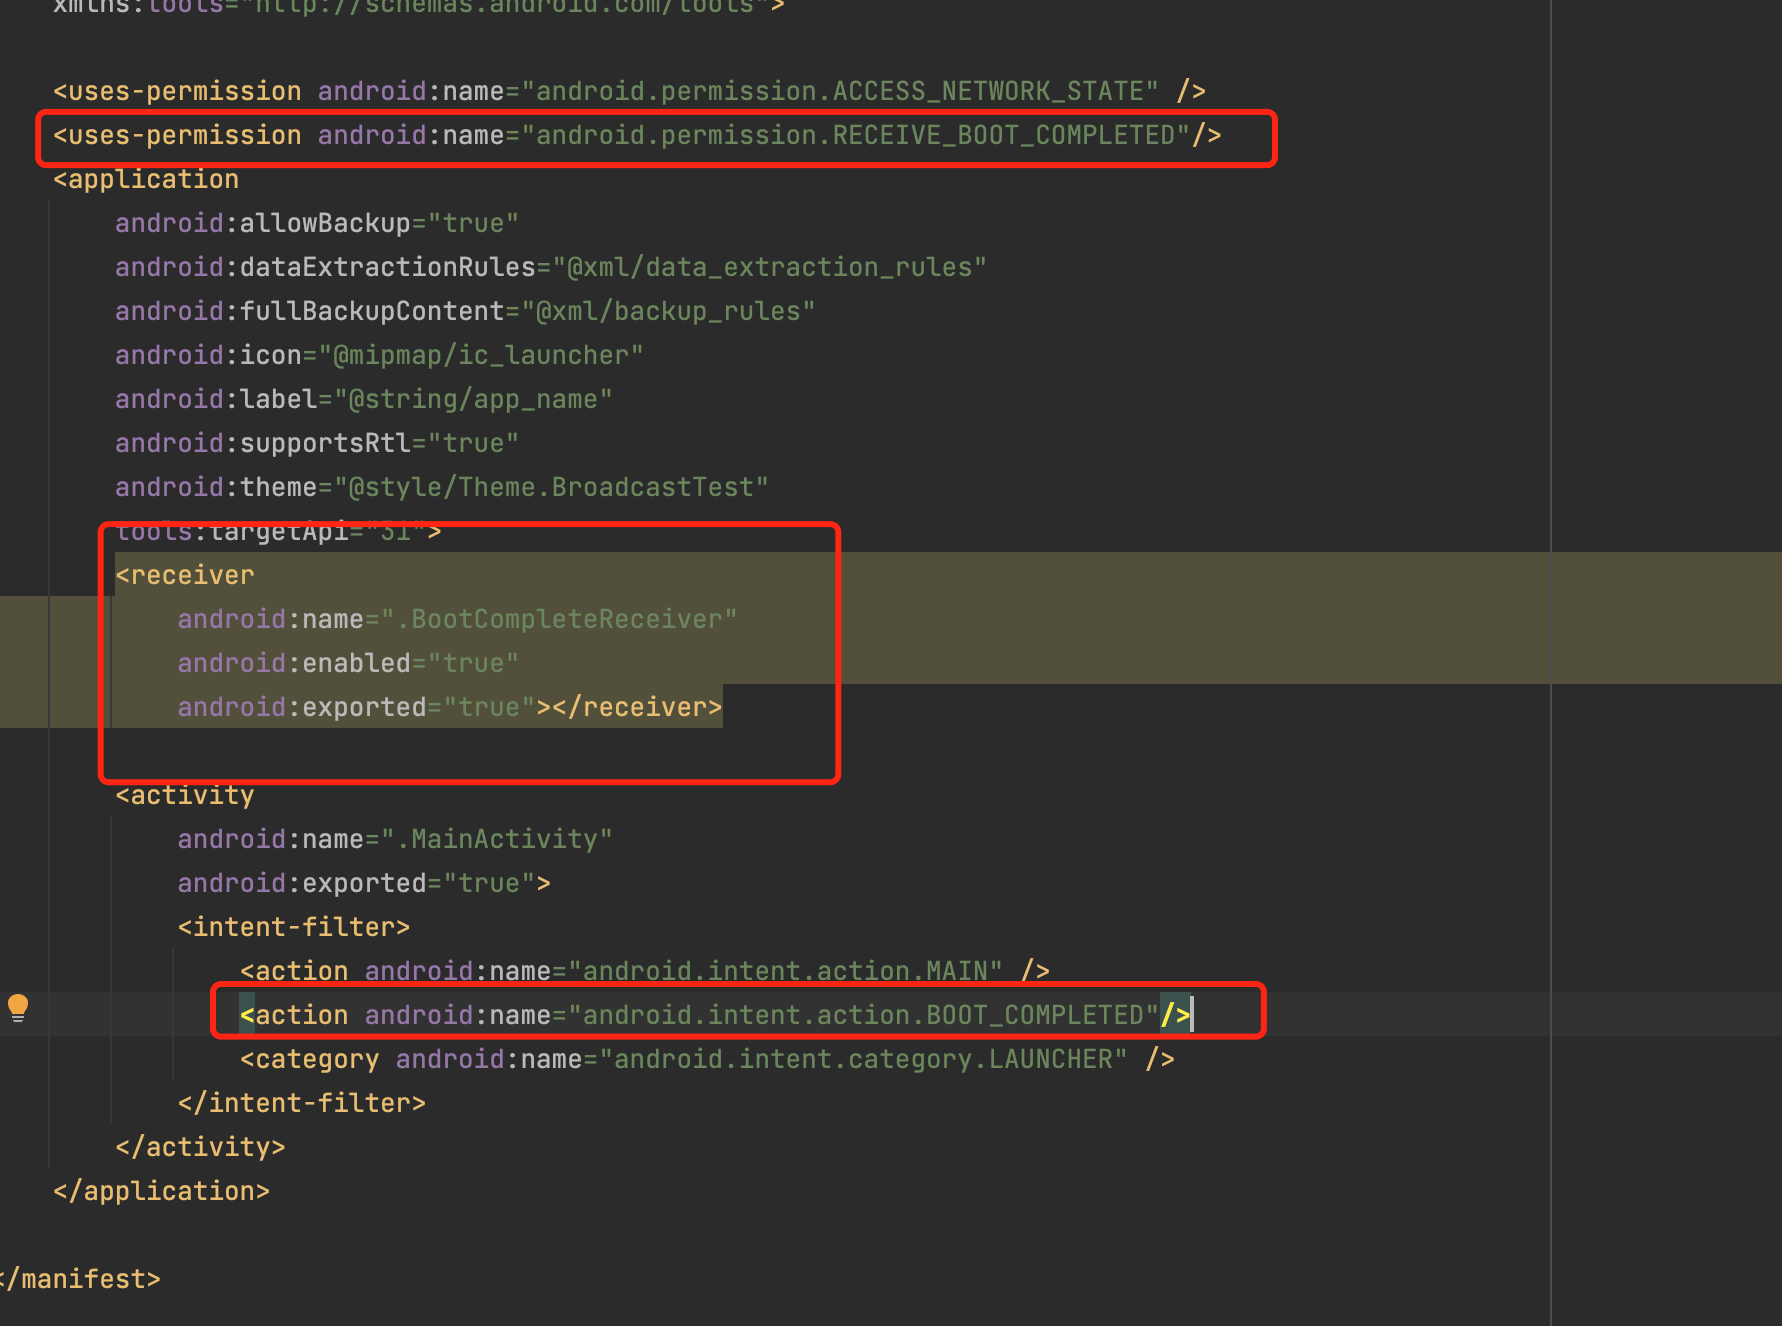 xmlns:tools="http://schemas.android.com/tools">
<uses-permission android:name="android.permission.ACCESS_NETWORK_STATE" />
<uses-permission android:name="android.permission.RECEIVE_BOOT_COMPLETED"/>
<application
android:allowBackup="true"
android:dataExtractionRules="@xml/data_extraction_rules"
android:fullBackupContent="@xml/backup_rules"
android:icon="@mipmap/ic_launcher"
android:label="@string/app_name"
android:supportsRtl="true"
android:theme="@style/Theme.BroadcastTest"
tools:targetApi="31">
<receiver
android:name=".BootCompleteReceiver"
android:enabled="true"
android:exported="true"></receiver>
<activity
android:name=".MainActivity"
android:exported="true">
<intent-filter>
<action android:name="android.intent.action.MAIN" />
<action android:name="android.intent.action.BOOT_COMPLETED"/>
<category android:name="android.intent.category.LAUNCHER" />
</intent-filter>
</activity>
</application>
</manifest>